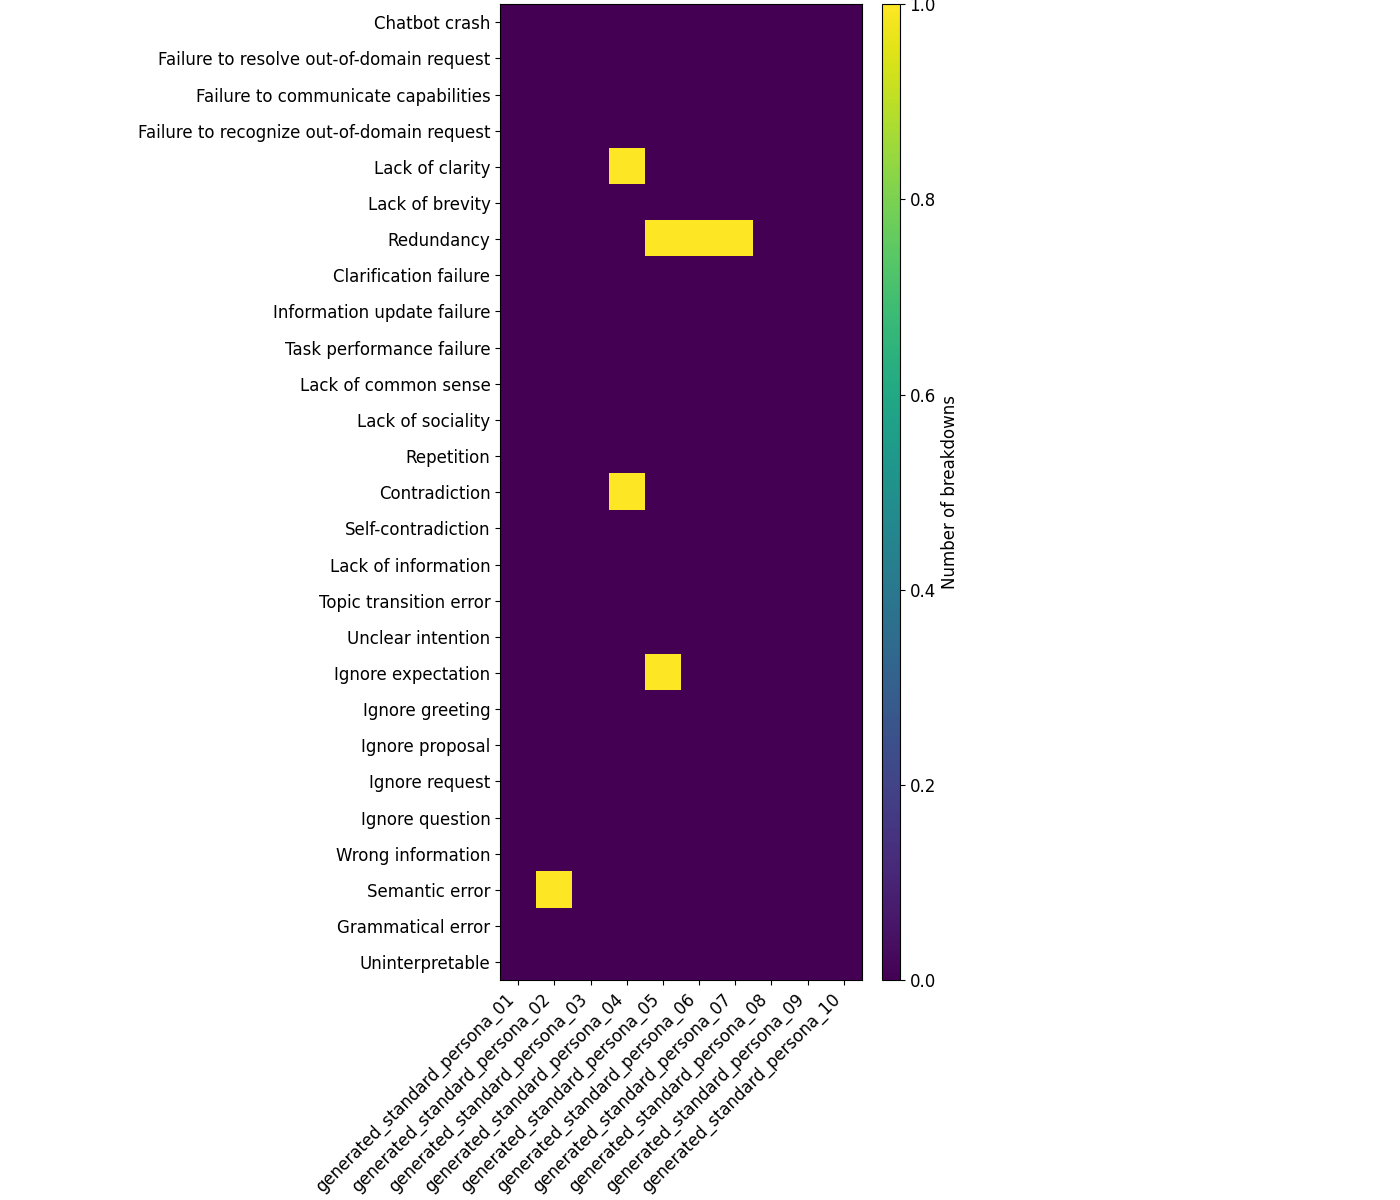 Chatbot crash
Failure to resolve out-of-domain request
Failure to communicate capabilities
Failure to recognize out-of-domain request
Lack of clarity
Lack of brevity
Redundancy
Clarification failure
Information update failure
Task performance failure
Lack of common sense
Lack of sociality
Repetition
Contradiction
Self-contradiction
Lack of information
Topic transition error
Unclear intention
Ignore expectation
Ignore greeting
Ignore proposal
Ignore request
Ignore question
Wrong information
Semantic error
Grammatical error
Uninterpretable
generated_standard_persona_01
generated_standard_persona_02
generated_standard_persona_03
generated_standard_persona_04
generated_standard_persona_05
generated_standard_persona_06
generated_standard_persona_07
generated_standard_persona_08
generated_standard_persona_09
generated_standard_persona_10
1.0
0.8
0.6
0.4
0.2
0.0
Number of breakdowns